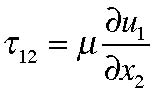 τ₁₂ = μ ∂u₁/∂x₂